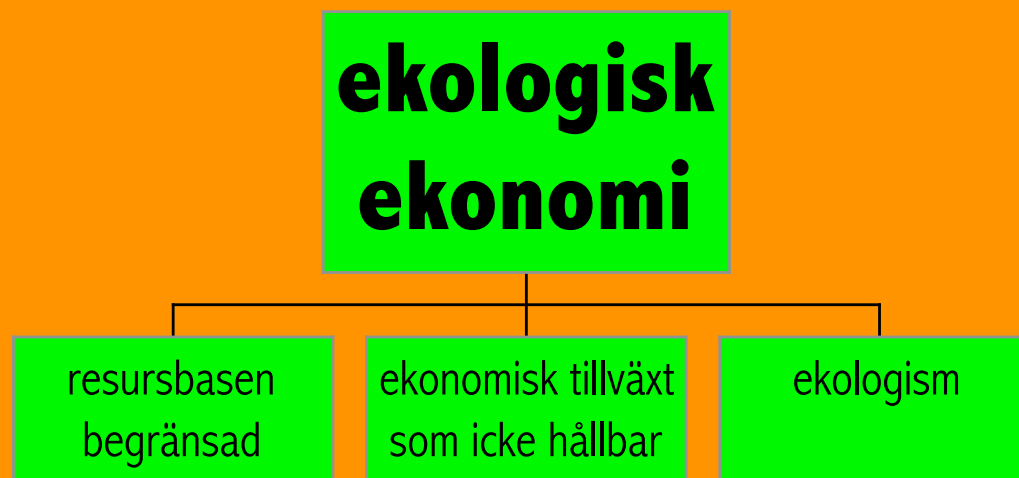 ekologisk
ekonomi
resursbasen
begränsad
ekonomisk tillväxt
som icke hållbar
ekologism